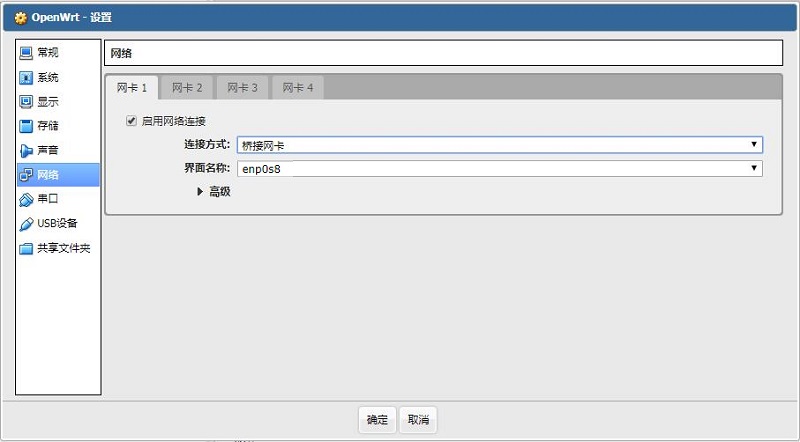 OpenWrt - 设置
常规
系统
显示
存储
声音
网络
串口
USB设备
共享文件夹
网络
网卡 1 网卡 2 网卡 3 网卡 4
启用网络连接
连接方式: 桥接网卡
界面名称: enp0s8
高级
确定 取消